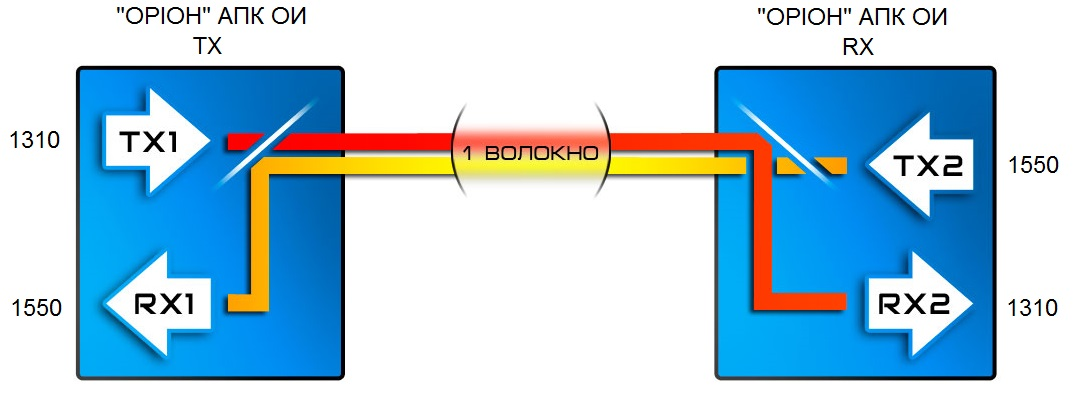 "ОРІОН" АПК ОИ
TX
"ОРІОН" АПК ОИ
RX
1310
TX1
1 ВОЛОКНО
TX2
1550
1550
RX1
RX2
1310